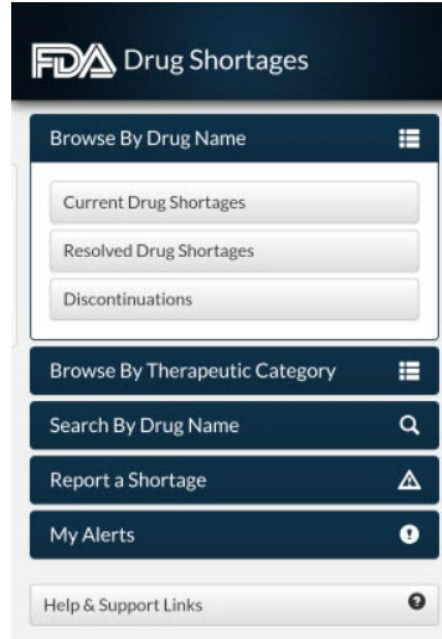 FDA Drug Shortages
Browse By Drug Name
Current Drug Shortages
Resolved Drug Shortages
Discontinuations
Browse By Therapeutic Category
Search By Drug Name
Report a Shortage
My Alerts
Help & Support Links